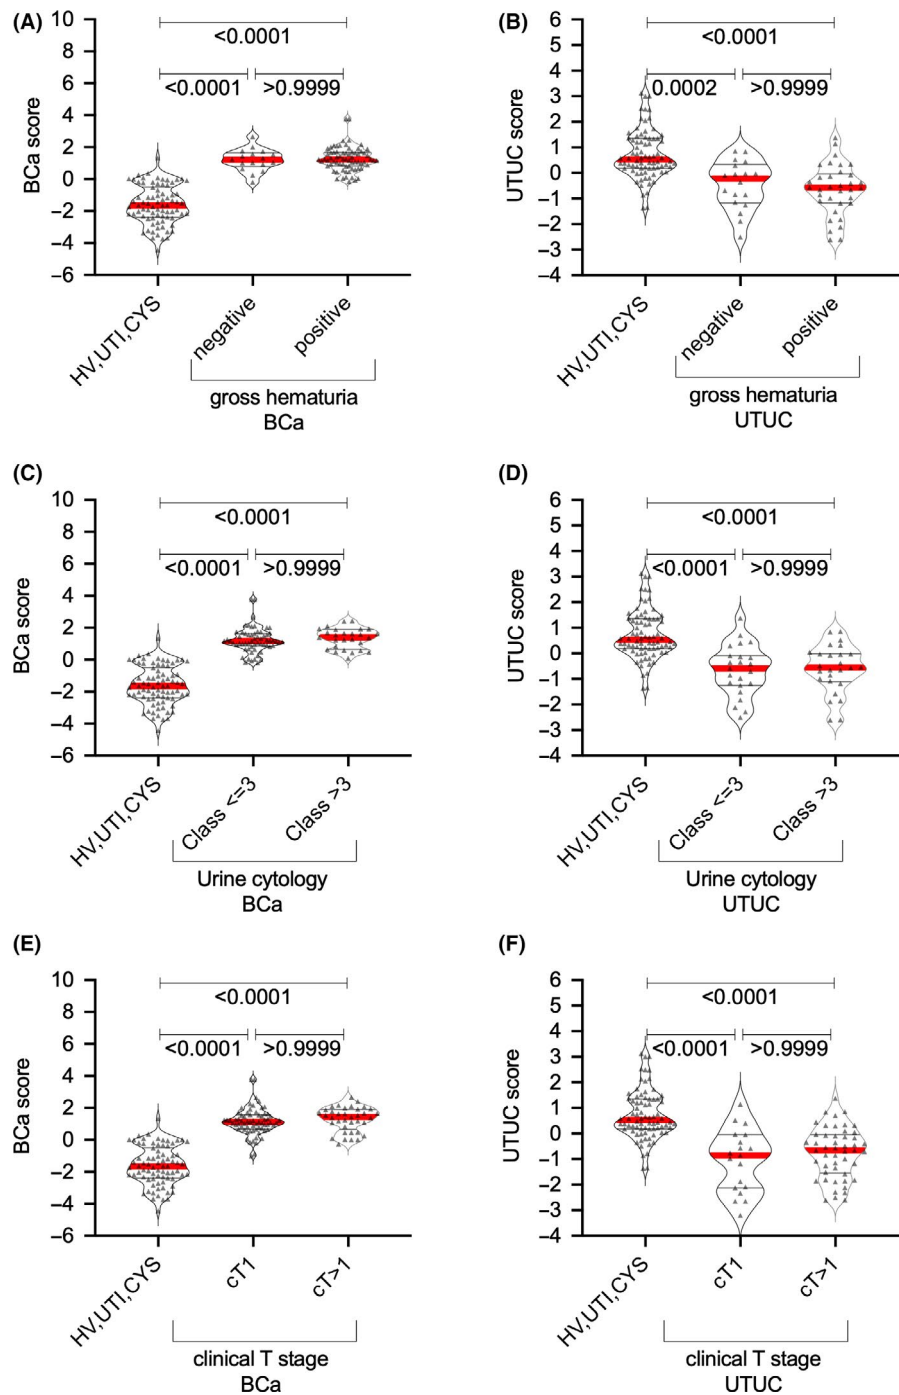 (A)
10
8
6
4
2
0
–2
–4
–6
BCa score
<0.0001
<0.0001
>0.9999
HV,UTI,CYS
negative
positive
gross hematuria
BCa
(B)
6
5
4
3
2
1
0
–1
–2
–3
–4
UTUC score
<0.0001
0.0002
>0.9999
HV,UTI,CYS
negative
positive
gross hematuria
UTUC
(C)
10
8
6
4
2
0
–2
–4
–6
BCa score
<0.0001
<0.0001
>0.9999
HV,UTI,CYS
Class <=3
Class >3
Urine cytology
BCa
(D)
6
5
4
3
2
1
0
–1
–2
–3
–4
UTUC score
<0.0001
<0.0001
>0.9999
HV,UTI,CYS
Class <=3
Class >3
Urine cytology
UTUC
(E)
10
8
6
4
2
0
–2
–4
–6
BCa score
<0.0001
<0.0001
>0.9999
HV,UTI,CYS
cT1
cT>1
clinical T stage
BCa
(F)
6
5
4
3
2
1
0
–1
–2
–3
–4
UTUC score
<0.0001
<0.0001
>0.9999
HV,UTI,CYS
cT1
cT>1
clinical T stage
UTUC